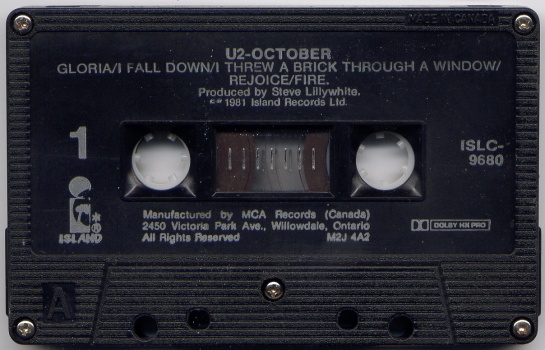 MADE IN CANADA
U2-OCTOBER
GLORIA/I FALL DOWN/I THREW A BRICK THROUGH A WINDOW/
REJOICE/FIRE.
Produced by Steve Lillywhite.
℗© 1981 Island Records Ltd.
1
ISLC-
9680
ISLAND
Manufactured by MCA Records (Canada)
2450 Victoria Park Ave., Willowdale, Ontario
All Rights Reserved M2J 4A2
DOLBY HX PRO
A